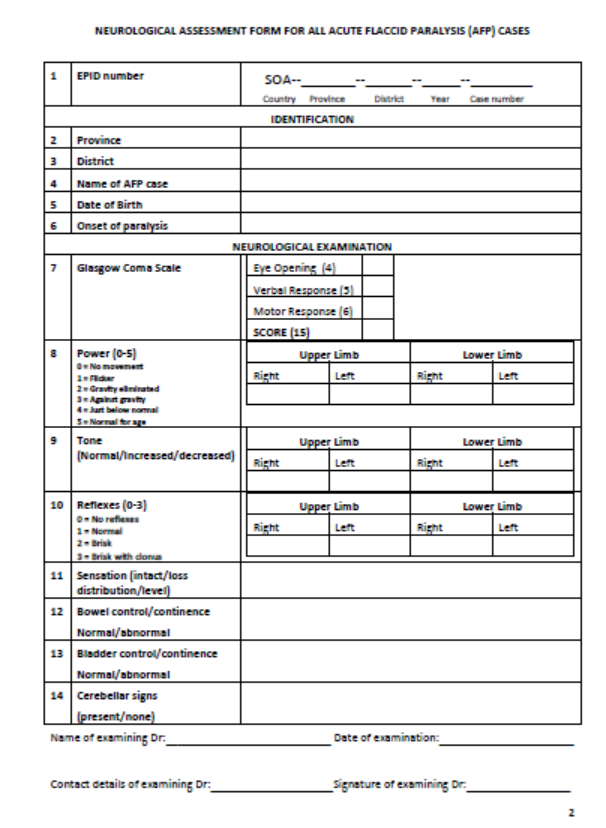 NEUROLOGICAL ASSESSMENT FORM FOR ALL ACUTE FLACCID PARALYSIS (AFP) CASES
1 EPID number SOA--________--______--_____--_________
Country Province District Year Case number
IDENTIFICATION
2 Province
3 District
4 Name of AFP case
5 Date of Birth
6 Onset of paralysis
NEUROLOGICAL EXAMINATION
7 Glasgow Coma Scale Eye Opening (4)
Verbal Response (5)
Motor Response (6)
SCORE (15)
8 Power (0-5) Upper Limb Lower Limb
0 = No movement
1 = Flicker Right Left Right Left
2 = Gravity eliminated
3 = Against gravity
4 = Just below normal
5 = Normal for age
9 Tone Upper Limb Lower Limb
(Normal/Increased/decreased) Right Left Right Left
10 Reflexes (0-3) Upper Limb Lower Limb
0 = No reflexes
1 = Normal Right Left Right Left
2 = Brisk
3 = Brisk with clonus
11 Sensation (intact/loss
distribution/level)
12 Bowel control/continence
Normal/abnormal
13 Bladder control/continence
Normal/abnormal
14 Cerebellar signs
(present/none)
Name of examining Dr:____________________ Date of examination:____________________
Contact details of examining Dr:____________________Signature of examining Dr:________________
2